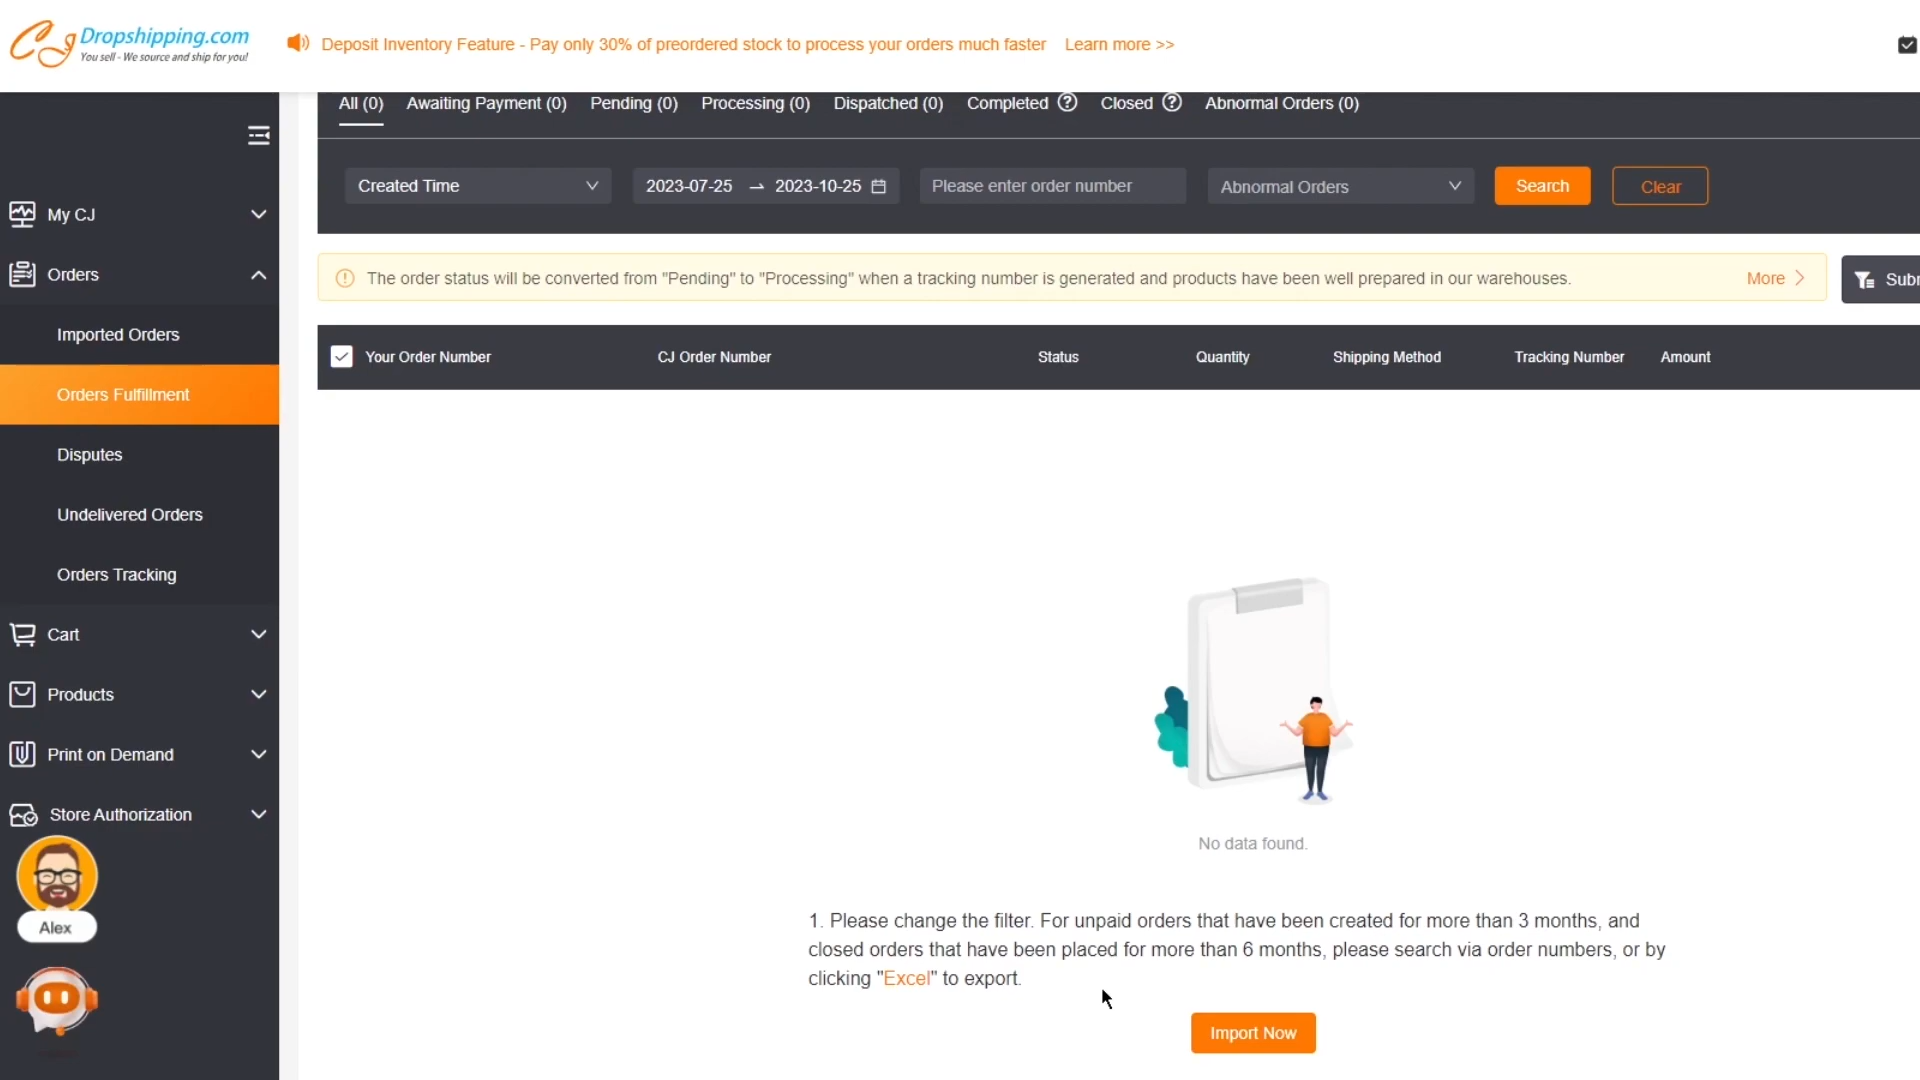 CJ Dropshipping.com
You sell - We source and ship for you!
Deposit Inventory Feature - Pay only 30% of preordered stock to process your orders much faster Learn more >>
All (0) Awaiting Payment (0) Pending (0) Processing (0) Dispatched (0) Completed Closed Abnormal Orders (0)
Created Time 2023-07-25 → 2023-10-25 Please enter order number Abnormal Orders Search Clear
My CJ
Orders
Imported Orders
Orders Fulfillment
Disputes
Undelivered Orders
Orders Tracking
Cart
Products
Print on Demand
Store Authorization
Alex
The order status will be converted from "Pending" to "Processing" when a tracking number is generated and products have been well prepared in our warehouses. More >
Your Order Number CJ Order Number Status Quantity Shipping Method Tracking Number Amount
No data found.
1. Please change the filter. For unpaid orders that have been created for more than 3 months, and
closed orders that have been placed for more than 6 months, please search via order numbers, or by
clicking "Excel" to export.
Import Now